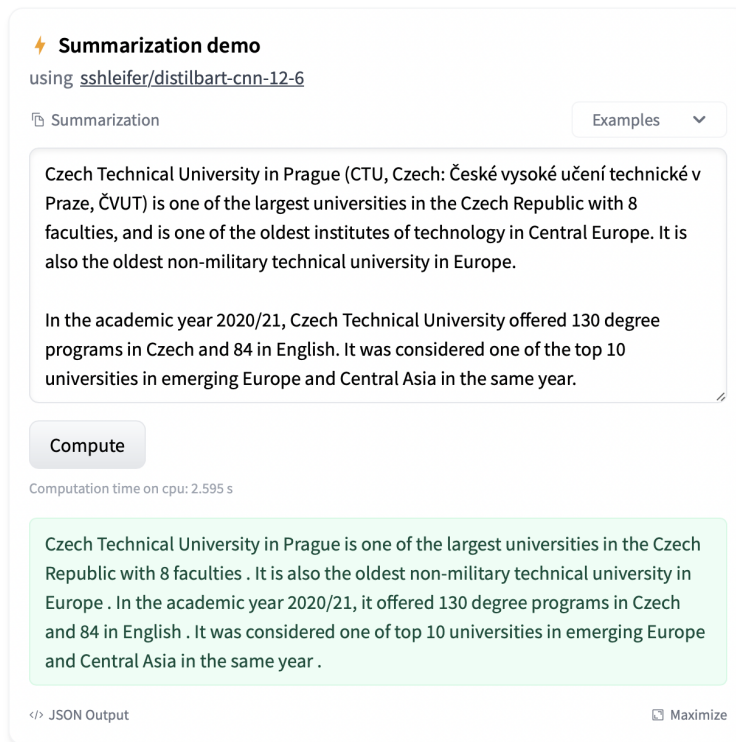 Summarization demo
using sshleifer/distilbart-cnn-12-6
Summarization
Examples
Czech Technical University in Prague (CTU, Czech: České vysoké učení technické v
Praze, ČVUT) is one of the largest universities in the Czech Republic with 8
faculties, and is one of the oldest institutes of technology in Central Europe. It is
also the oldest non-military technical university in Europe.
In the academic year 2020/21, Czech Technical University offered 130 degree
programs in Czech and 84 in English. It was considered one of the top 10
universities in emerging Europe and Central Asia in the same year.
Compute
Computation time on cpu: 2.595 s
Czech Technical University in Prague is one of the largest universities in the Czech
Republic with 8 faculties . It is also the oldest non-military technical university in
Europe . In the academic year 2020/21, it offered 130 degree programs in Czech
and 84 in English . It was considered one of top 10 universities in emerging Europe
and Central Asia in the same year .
</> JSON Output
Maximize